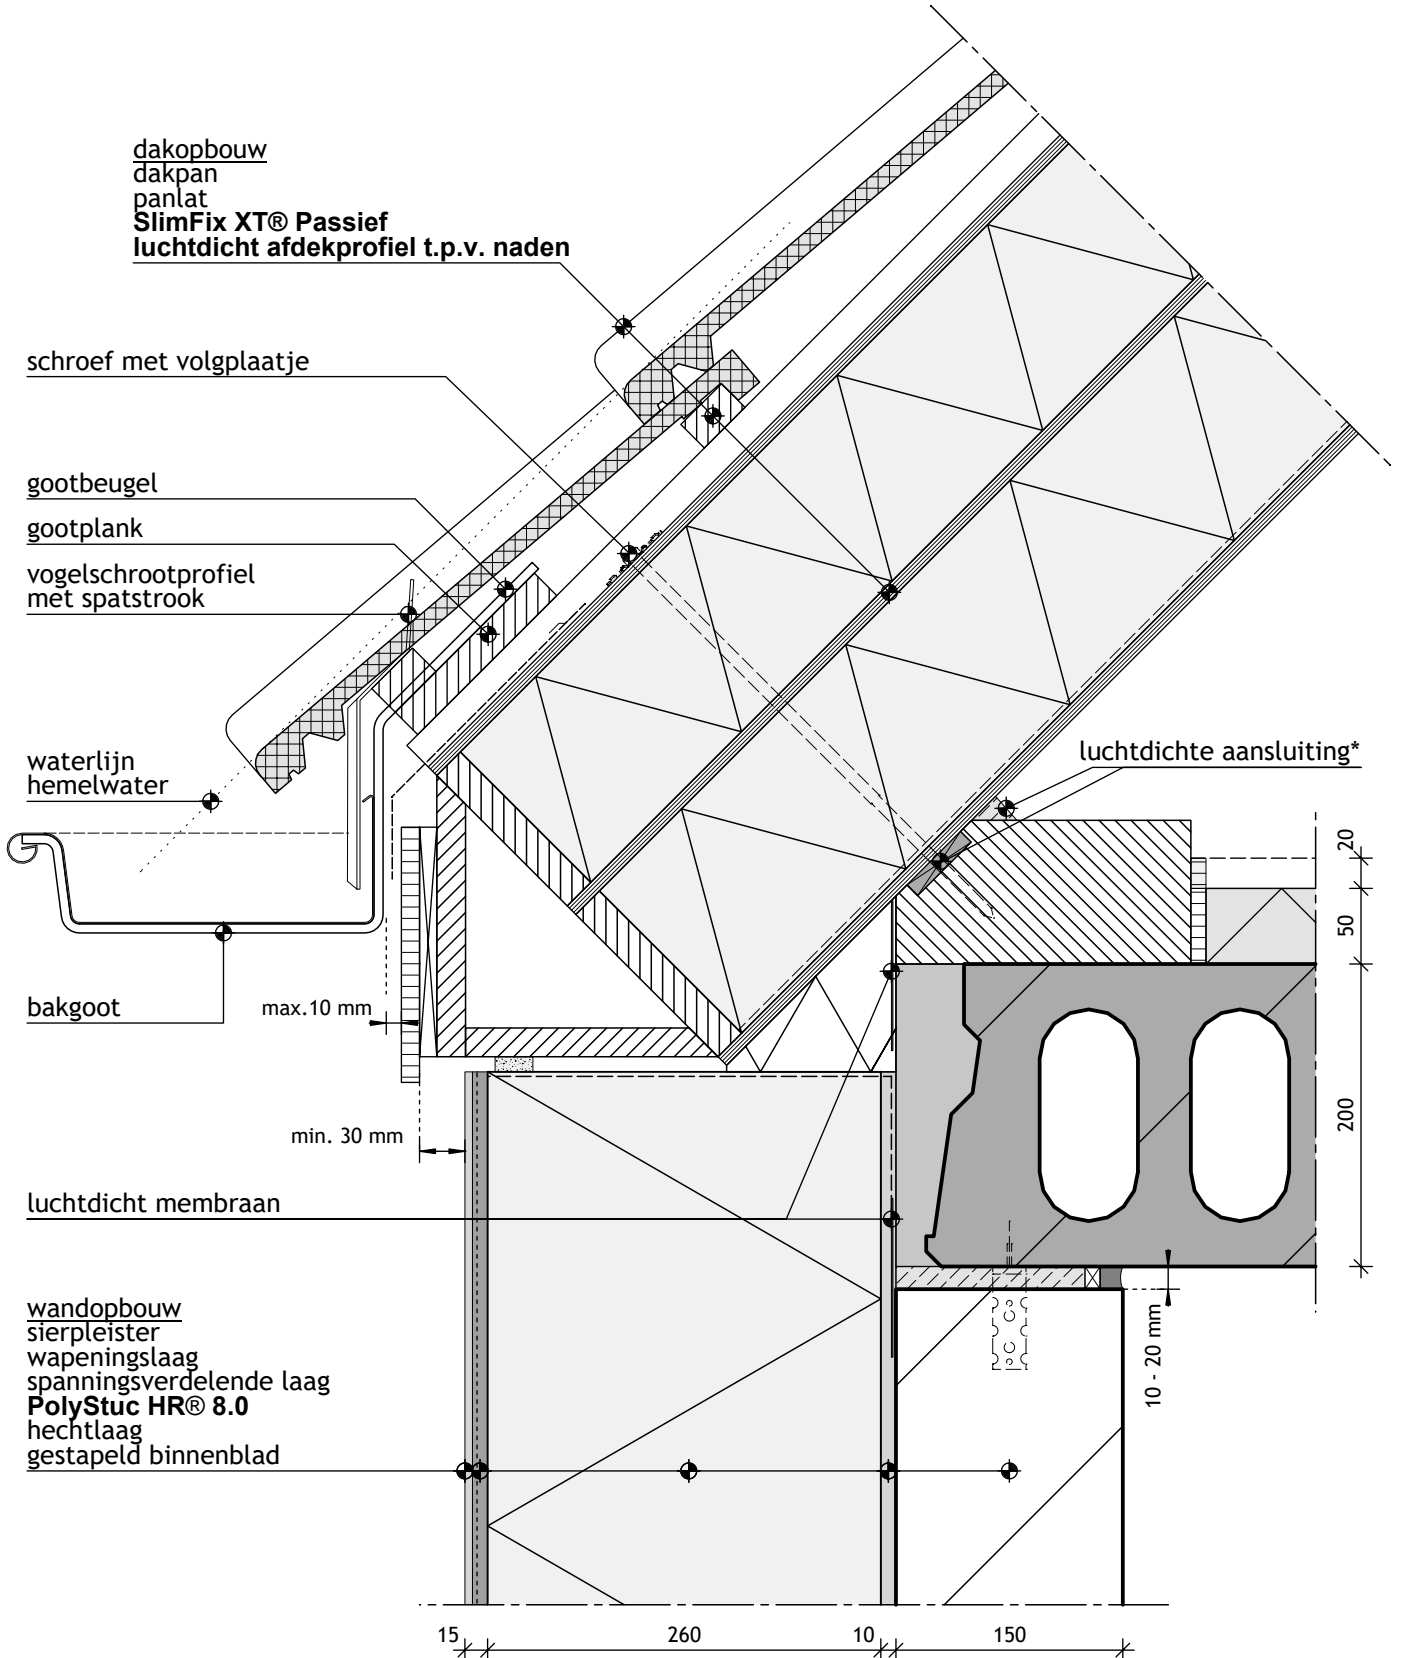 dakopbouw
dakpan
panlat
SlimFix XT® Passief
luchtdicht afdekprofiel t.p.v. naden
schroef met volgplaatje
gootbeugel
gootplank
vogelschrootprofiel
met spatstrook
waterlijn
hemelwater
luchtdichte aansluiting*
20
50
bakgoot
max.10 mm
200
min. 30 mm
luchtdicht membraan
10 - 20 mm
wandopbouw
sierpleister
wapeningslaag
spanningsverdelende laag
PolyStuc HR® 8.0
hechtlaag
gestapeld binnenblad
15 260 10 150